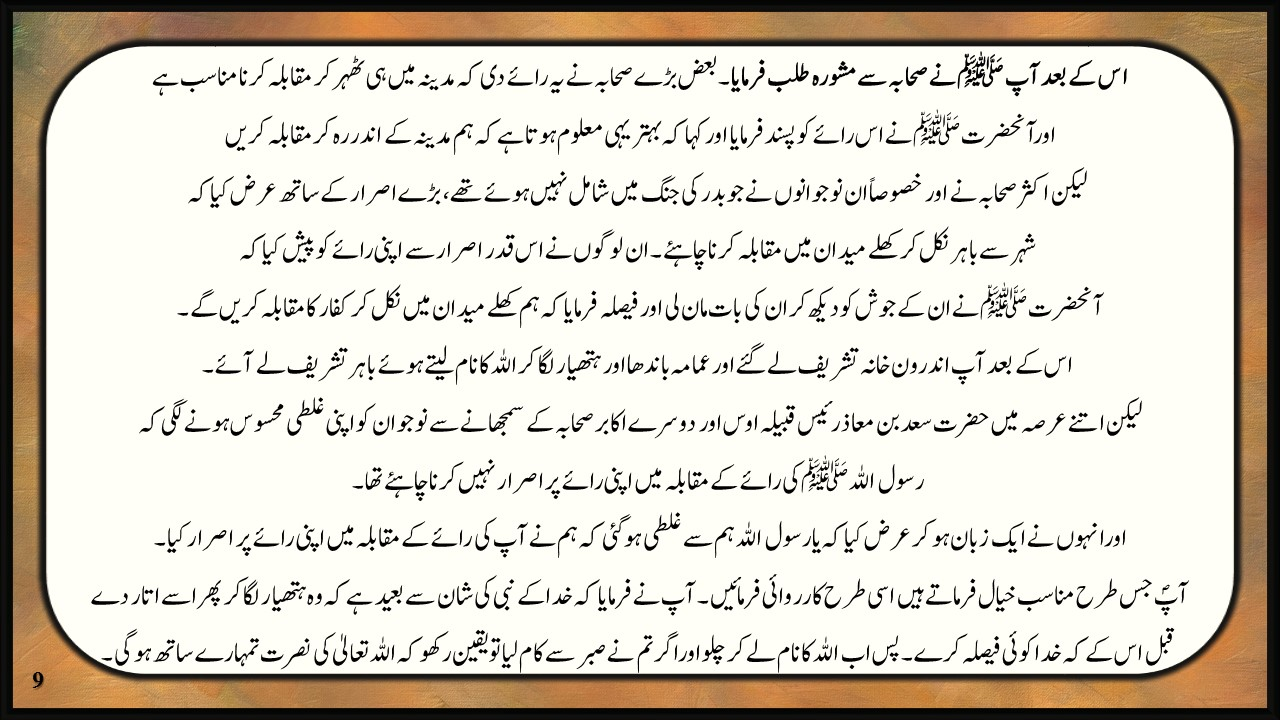 اس کے بعد آپ ﷺ نے صحابہ سے مشورہ طلب فرمایا۔ بعض بڑے صحابہ نے یہ رائے دی کہ مدینہ میں ہی ٹھہر کر مقابلہ کرنا مناسب ہے
اور آنحضرت ﷺ نے اس رائے کو پسند فرمایا اور کہا کہ بہتر یہی معلوم ہوتا ہے کہ ہم مدینہ کے اندر رہ کر مقابلہ کریں
لیکن اکثر صحابہ نے اور خصوصاً ان نوجوانوں نے جو بدر کی جنگ میں شامل نہیں ہوئے تھے، بڑے اصرار کے ساتھ عرض کیا کہ
شہر سے باہر نکل کر کھلے میدان میں مقابلہ کرنا چاہئے۔ ان لوگوں نے اس قدر اصرار سے اپنی رائے کو پیش کیا کہ
آنحضرت ﷺ نے ان کے جوش کو دیکھ کر ان کی بات مان لی اور فیصلہ فرمایا کہ ہم کھلے میدان میں نکل کر کفار کا مقابلہ کریں گے۔
اس کے بعد آپ اندرون خانہ تشریف لے گئے اور عمامہ باندھا اور ہتھیار لگا کر اللہ کا نام لیتے ہوئے باہر تشریف لے آئے۔
لیکن اتنے عرصہ میں حضرت سعد بن معاذ رئیس قبیلہ اوس اور دوسرے اکابر صحابہ کے سمجھانے سے نوجوان کو اپنی غلطی محسوس ہونے لگی کہ
رسول اللہ ﷺ کی رائے کے مقابلہ میں اپنی رائے پر اصرار نہیں کرنا چاہئے تھا۔
اور انہوں نے ایک زبان ہو کر عرض کیا کہ یا رسول اللہ ہم سے غلطی ہو گئی کہ ہم نے آپ کی رائے کے مقابلہ میں اپنی رائے پر اصرار کیا۔
آپؐ جس طرح مناسب خیال فرماتے ہیں اسی طرح کارروائی فرمائیں۔ آپ نے فرمایا کہ خدا کے نبی کی شان سے بعید ہے کہ وہ ہتھیار لگا کر پھر اسے اتار دے
قبل اس کے کہ خدا کوئی فیصلہ کرے۔ پس اب اللہ کا نام لے کر چلو اور اگر تم نے صبر سے کام لیا تو یقین رکھو کہ اللہ تعالیٰ کی نصرت تمہارے ساتھ ہو گی۔
9